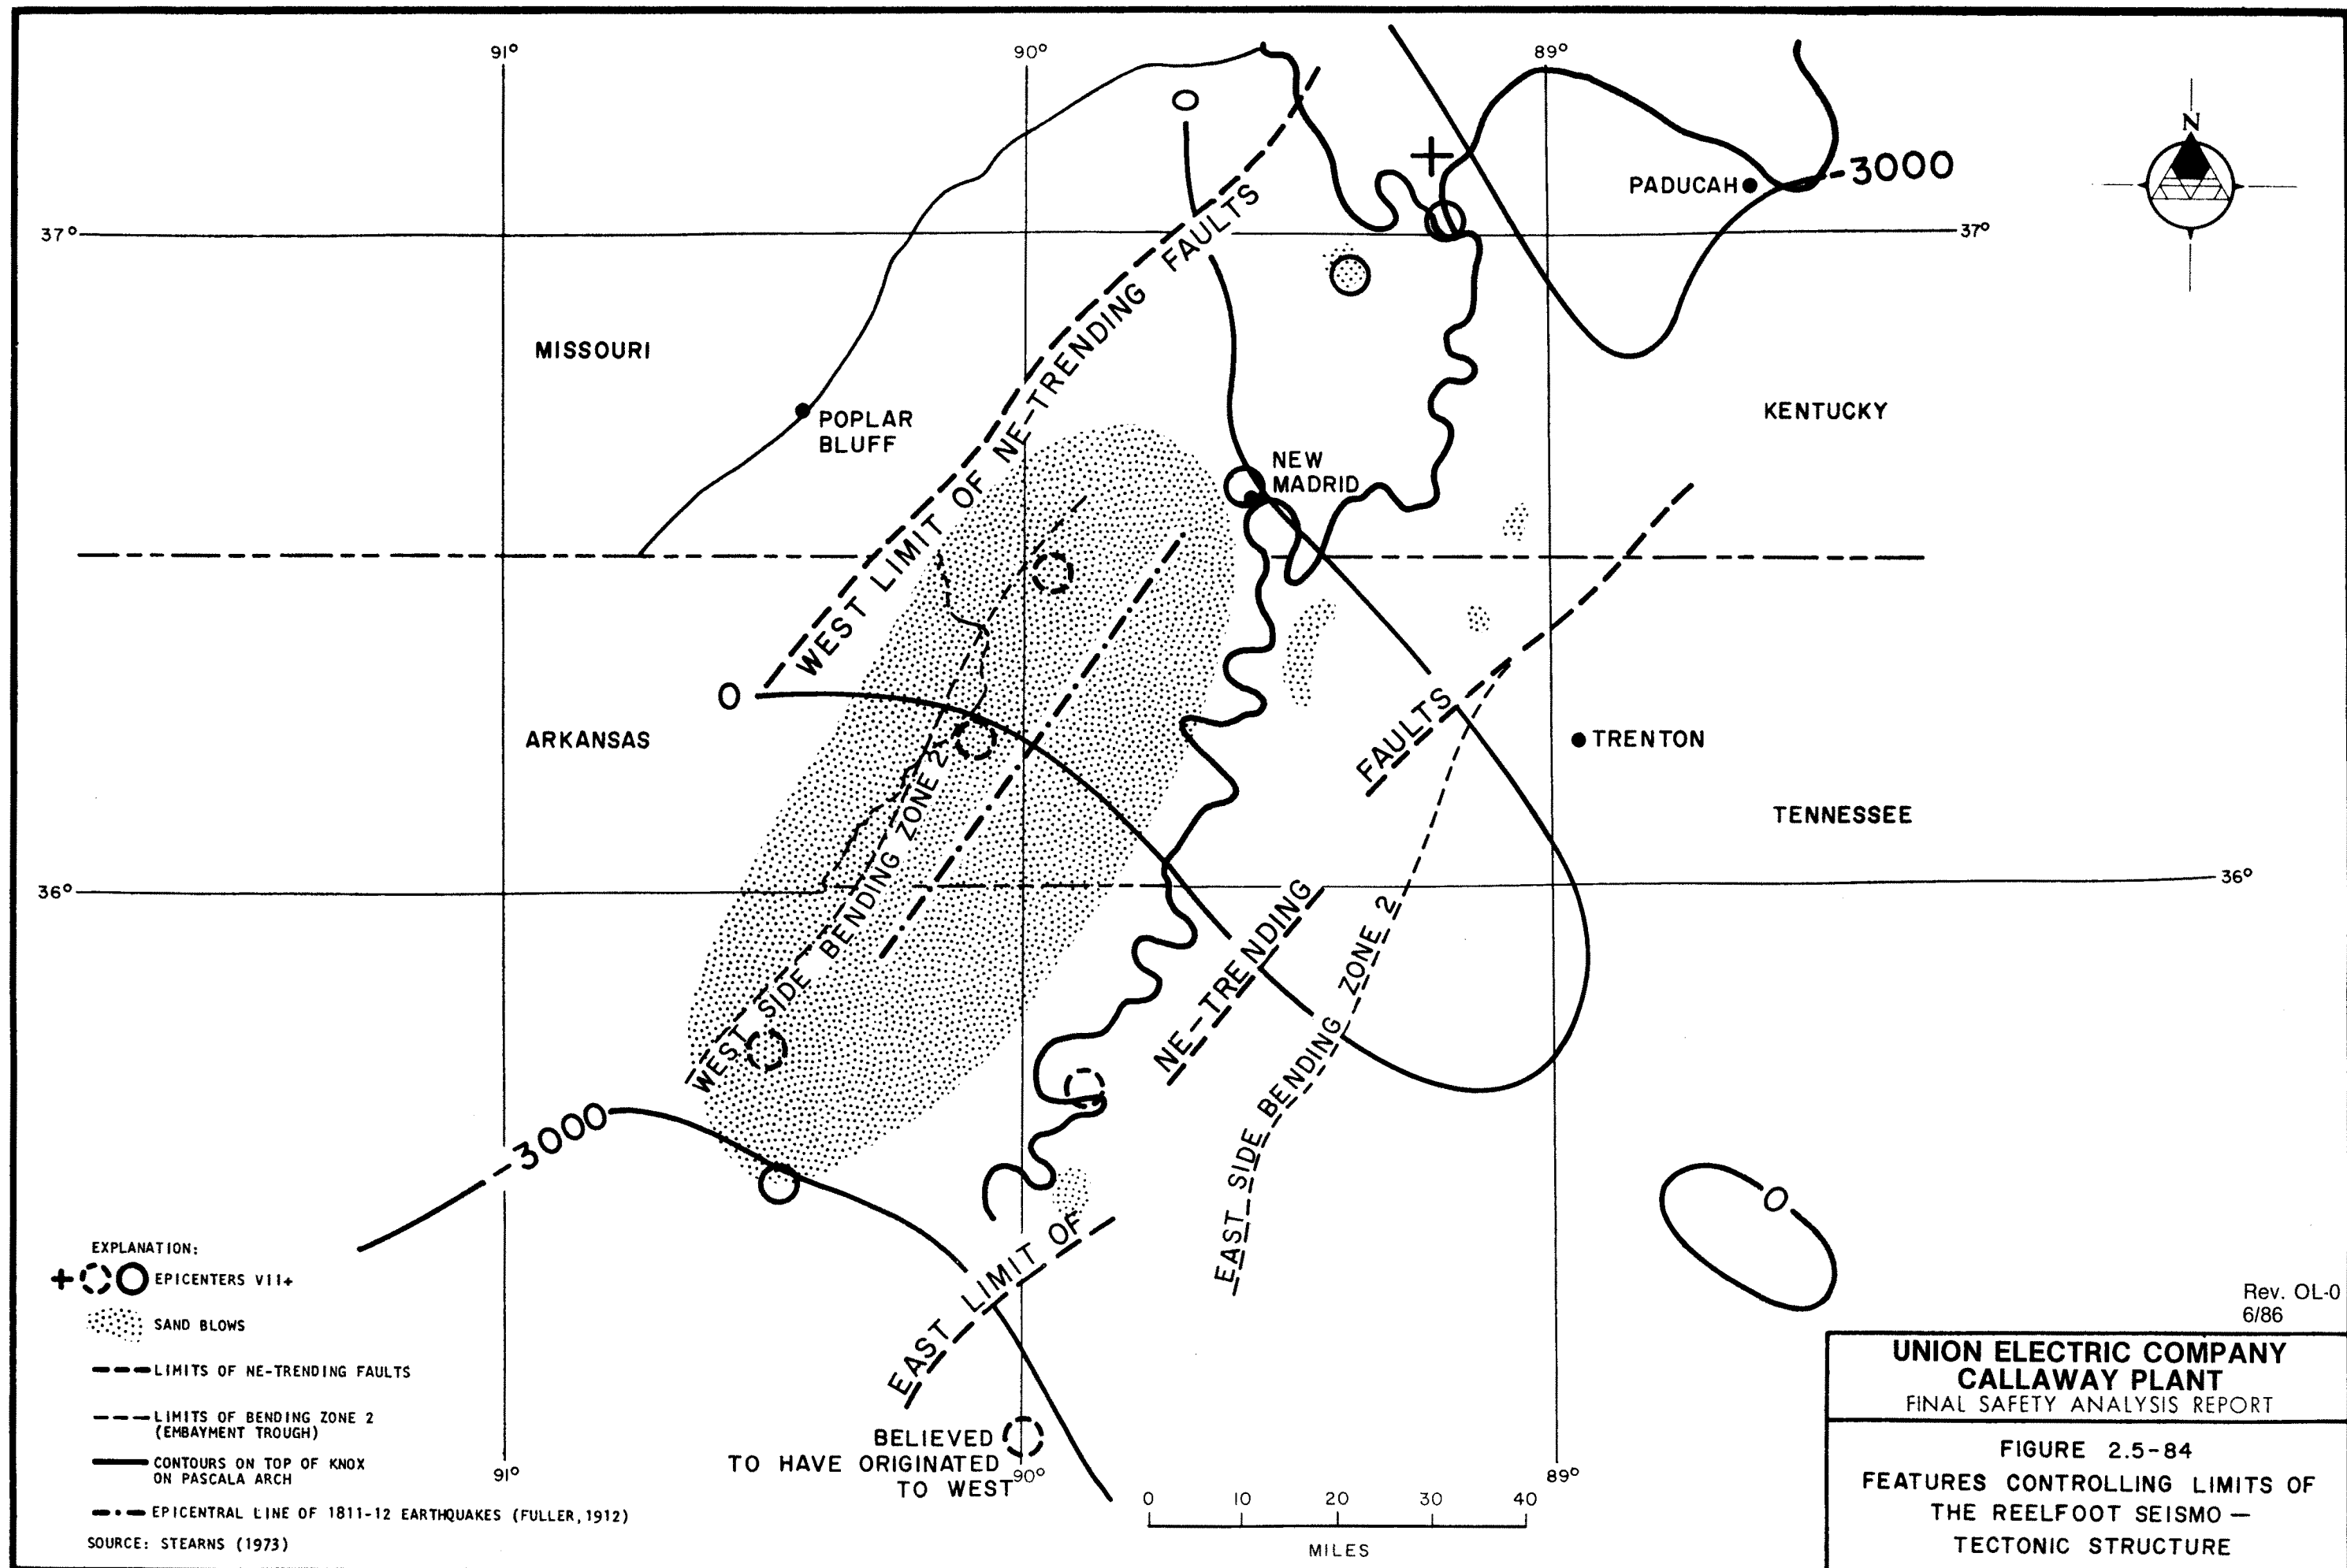 91°
90°
89°
N
0
3000
PADUCAH
37°
37°
WEST LIMIT OF NE-TRENDING FAULTS
MISSOURI
POPLAR
BLUFF
KENTUCKY
NEW
MADRID
0
ARKANSAS
FAULTS
TRENTON
TENNESSEE
WEST SIDE BENDING ZONE 2
36°
36°
NE-TRENDING
EAST SIDE BENDING ZONE 2
-3000
0
EAST LIMIT OF
BELIEVED
TO HAVE ORIGINATED
TO WEST
91°
90°
89°
0 10 20 30 40
MILES
EXPLANATION:
EPICENTERS VII+
SAND BLOWS
LIMITS OF NE-TRENDING FAULTS
LIMITS OF BENDING ZONE 2
(EMBAYMENT TROUGH)
CONTOURS ON TOP OF KNOX
ON PASCALA ARCH
EPICENTRAL LINE OF 1811-12 EARTHQUAKES (FULLER, 1912)
SOURCE: STEARNS (1973)
Rev. OL-0
6/86
UNION ELECTRIC COMPANY
CALLAWAY PLANT
FINAL SAFETY ANALYSIS REPORT
FIGURE 2.5-84
FEATURES CONTROLLING LIMITS OF
THE REELFOOT SEISMO —
TECTONIC STRUCTURE